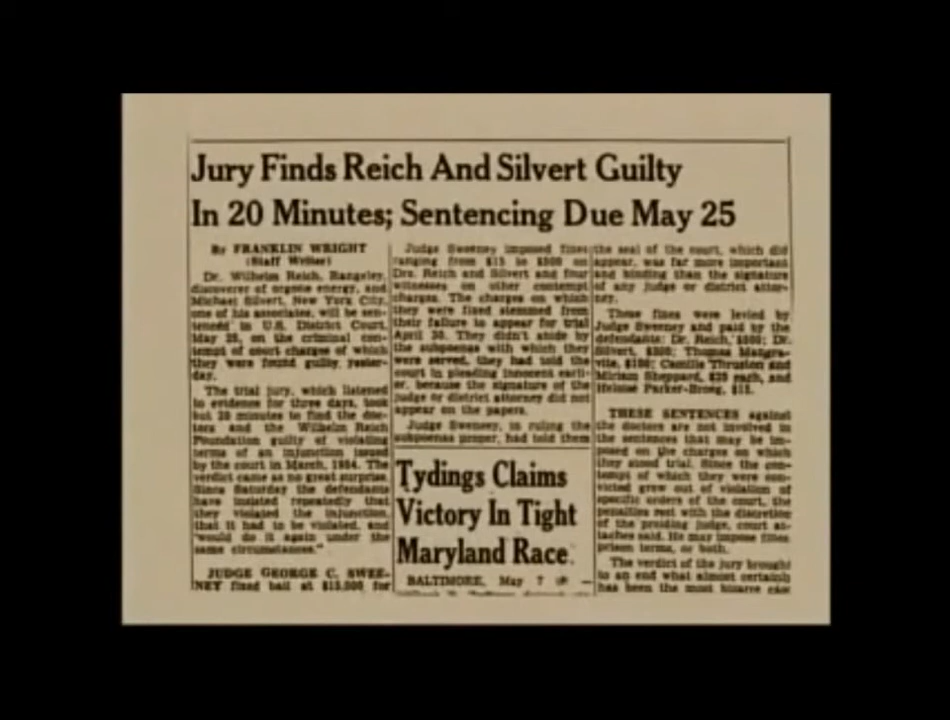 Jury Finds Reich And Silvert Guilty
In 20 Minutes; Sentencing Due May 25
By FRANKLIN WRIGHT
(Staff Writer)
Dr. Wilhelm Reich, Rangeley,
discoverer of orgone energy, and
Michael Silvert, New York City,
one of his associates, will be sen-
tenced in U.S. District Court,
May 25, on the criminal con-
tempt of court charges of which
they were found guilty yester-
day.
The trial jury, which listened
to evidence for three days, took
but 20 minutes to find the doc-
tors and the Wilhelm Reich
Foundation guilty of violating
terms of an injunction issued
by the court in March, 1954. The
verdict came as no great surprise.
Since Saturday the defendants
have insisted repeatedly that
they violated the injunction,
that it had to be violated, and
"would do it again under the
same circumstances."
JUDGE GEORGE C. SWEE-
NEY fixed bail at $15,000 for
Judge Sweeney imposed fines
ranging from $15 to $500 on
Drs. Reich and Silvert and four
witnesses on other contempt
charges. The charges on which
they were fined stemmed from
their failure to appear for trial
April 30. They didn't abide by
the subpoenas with which they
were served, they had told the
court in pleading innocent earli-
er, because the signature of the
judge or district attorney did not
appear on the papers.
Judge Sweeney, in ruling the
subpoenas proper, had told them
Tydings Claims
Victory In Tight
Maryland Race
BALTIMORE, May 7
the seal of the court, which did
appear, was far more important
and binding than the signature
of any judge or district attor-
ney.
These fines were levied by
Judge Sweeney and paid by the
defendants: Dr. Reich, $500; Dr.
Silvert, $300; Thomas Mangra-
vite, $100; Camilla Thruston and
Miriam Sheppard, $25 each, and
Heloise Parker-Broeg, $15.
THESE SENTENCES against
the doctors are not involved in
the sentences that may be im-
posed on the charges on which
they stood trial. Since the con-
tempt of which they were con-
victed grew out of violation of
specific orders of the court, the
penalties rest with the discretion
of the presiding judge, court at-
taches said. He may impose fines
prison terms, or both.
The verdict of the jury brought
to an end what almost certainly
has been the most bizarre case